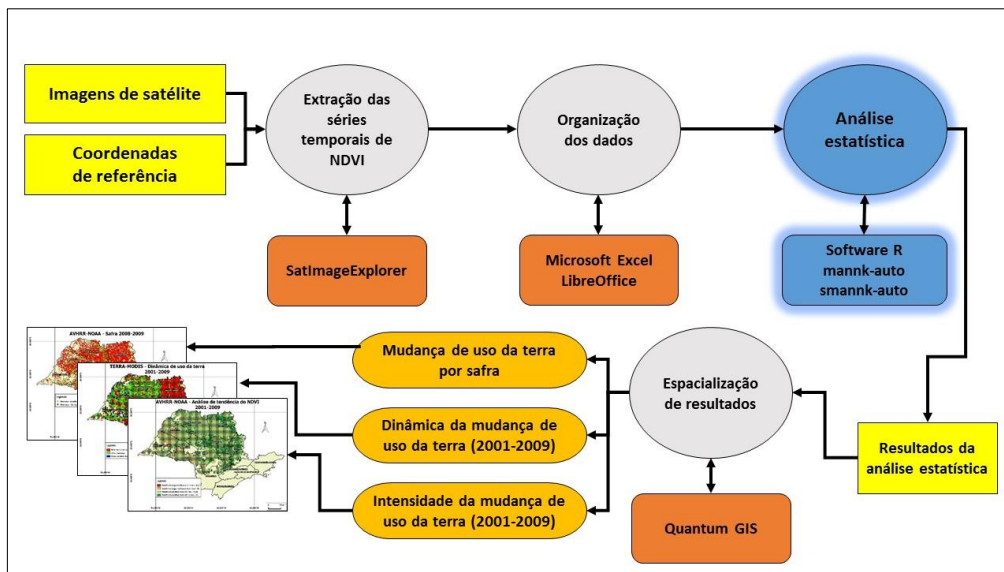 Imagens de satélite
Coordenadas
de referência
Extração das
séries
temporais de
NDVI
Organização
dos dados
Análise
estatística
SatImageExplorer
Microsoft Excel
LibreOffice
Software R
mannk-auto
smannk-auto
AVHRR-NOAA - Safra 2008-2009
TERRA-MODIS - Dinâmica de uso da terra
2001-2009
AVHRR-NOAA - Análise de tendência do NDVI
2001-2009
Mudança de uso da terra
por safra
Dinâmica da mudança de
uso da terra (2001-2009)
Intensidade da mudança de
uso da terra (2001-2009)
Espacialização
de resultados
Quantum GIS
Resultados da
análise estatística